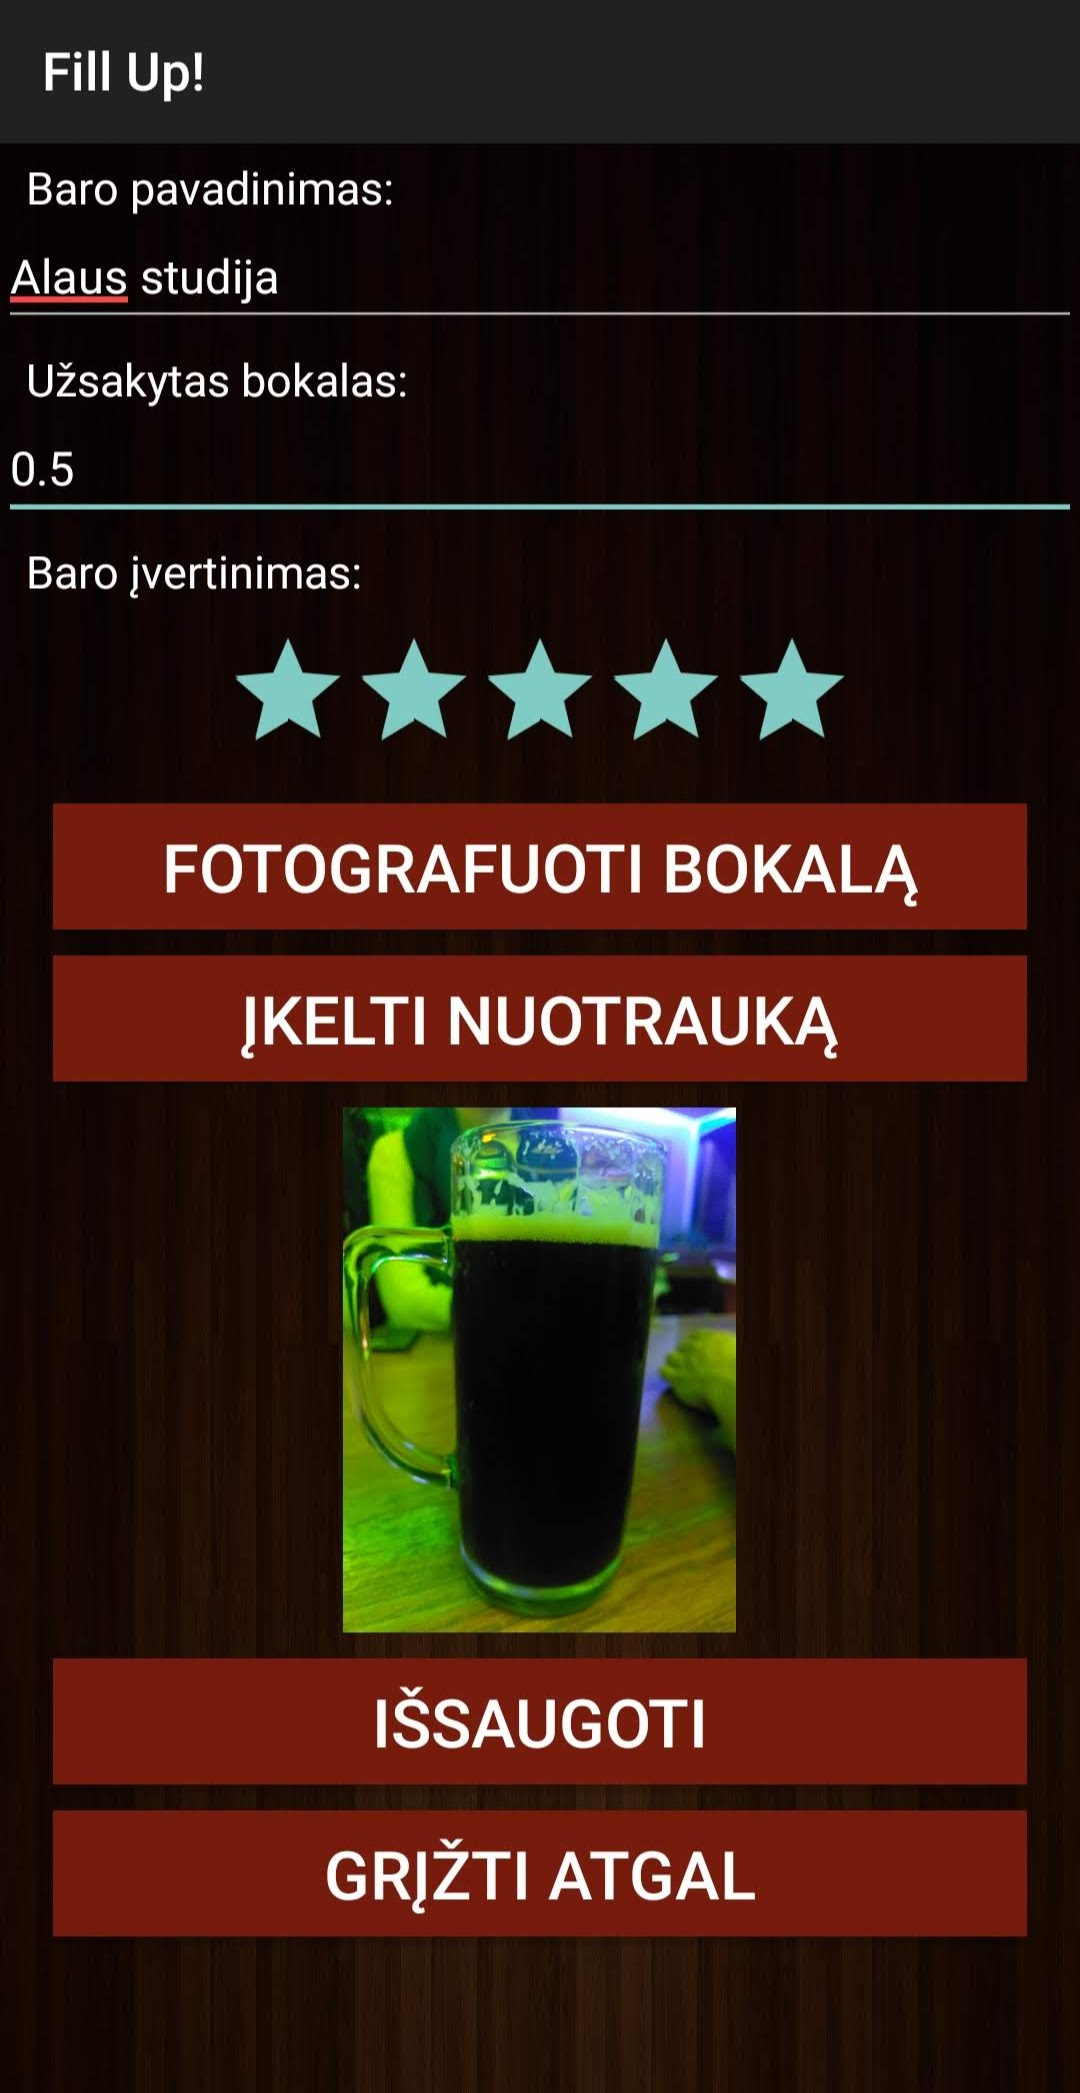 Fill Up!
Baro pavadinimas:
Alaus studija
Užsakytas bokalas:
0.5
Baro įvertinimas:
FOTOGRAFUOTI BOKALĄ
ĮKELTI NUOTRAUKĄ
IŠSAUGOTI
GRĮŽTI ATGAL